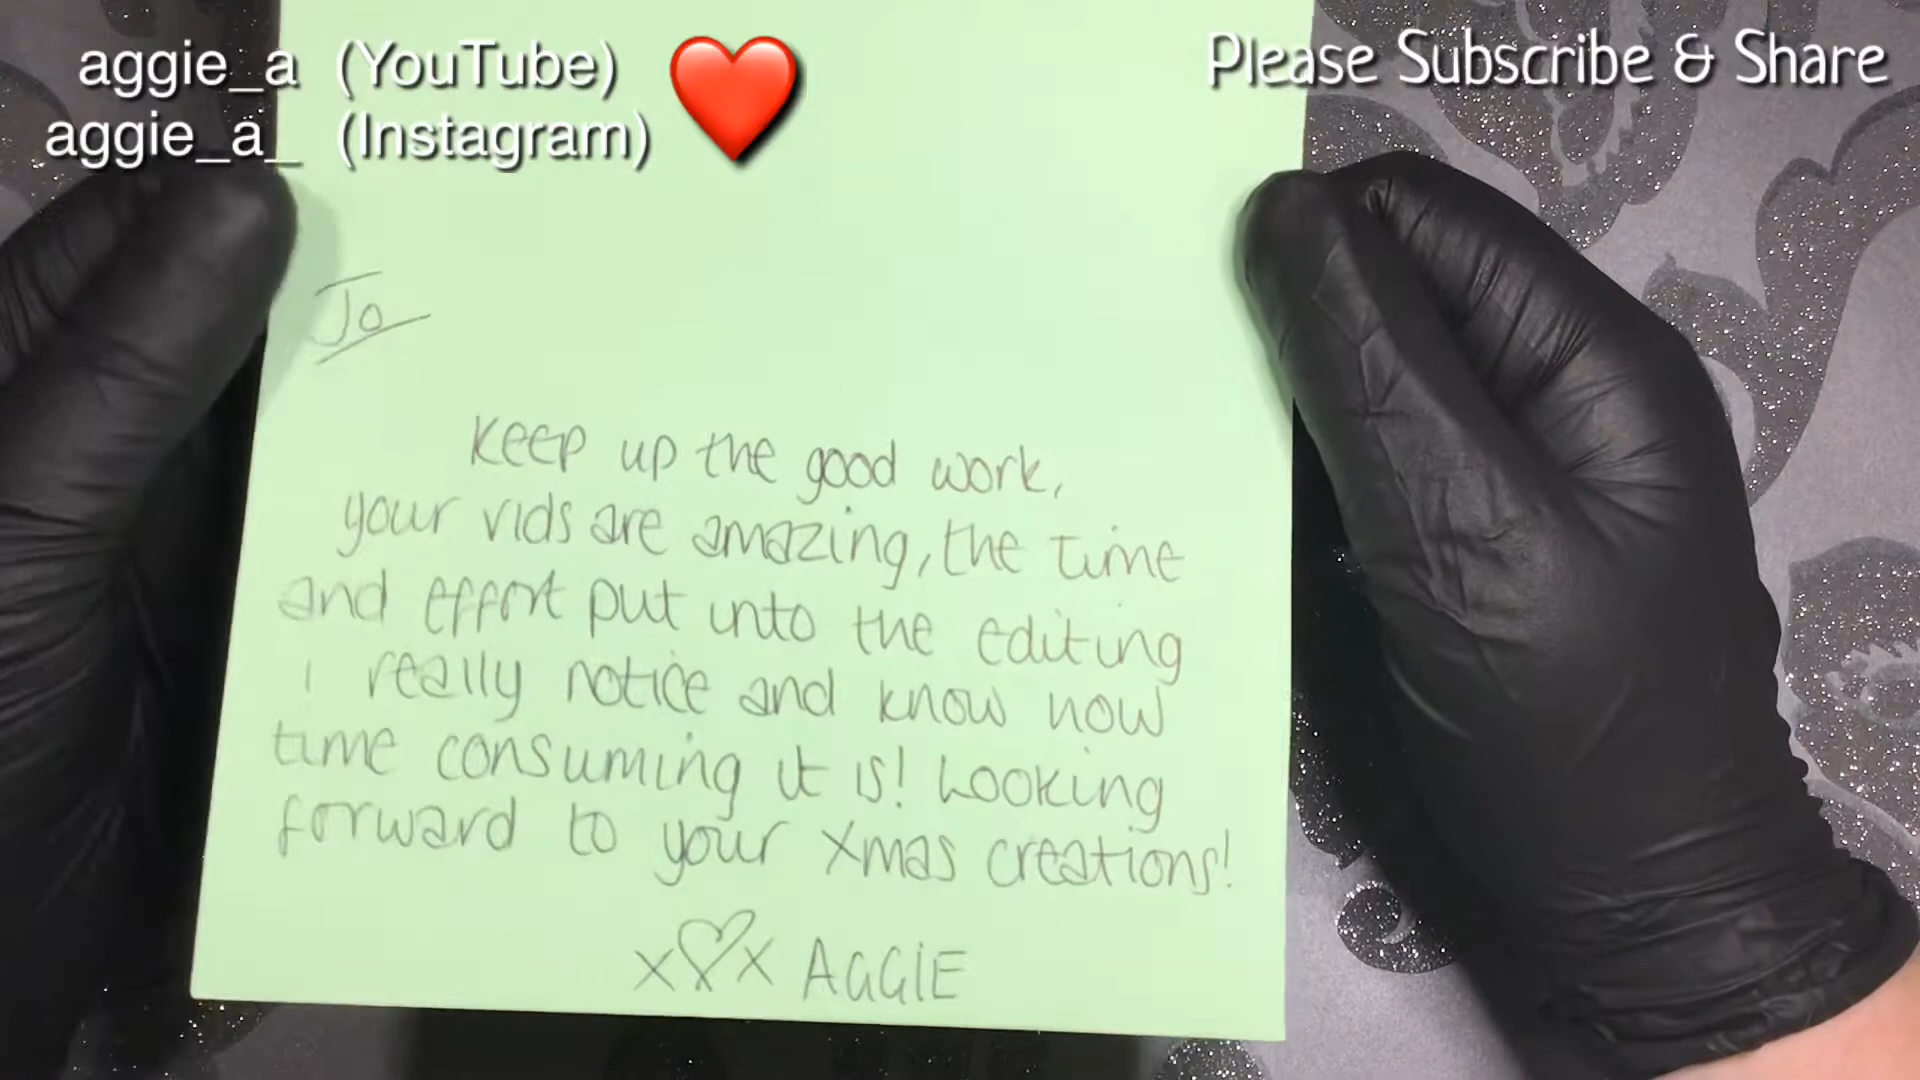 aggie_a (YouTube)
aggie_a_ (Instagram)
Please Subscribe & Share
Jo
Keep up the good work,
your vids are amazing, the time
and effort put into the editing
i really notice and know how
time consuming it is! Looking
forward to your Xmas creations!
x♡x AGGiE